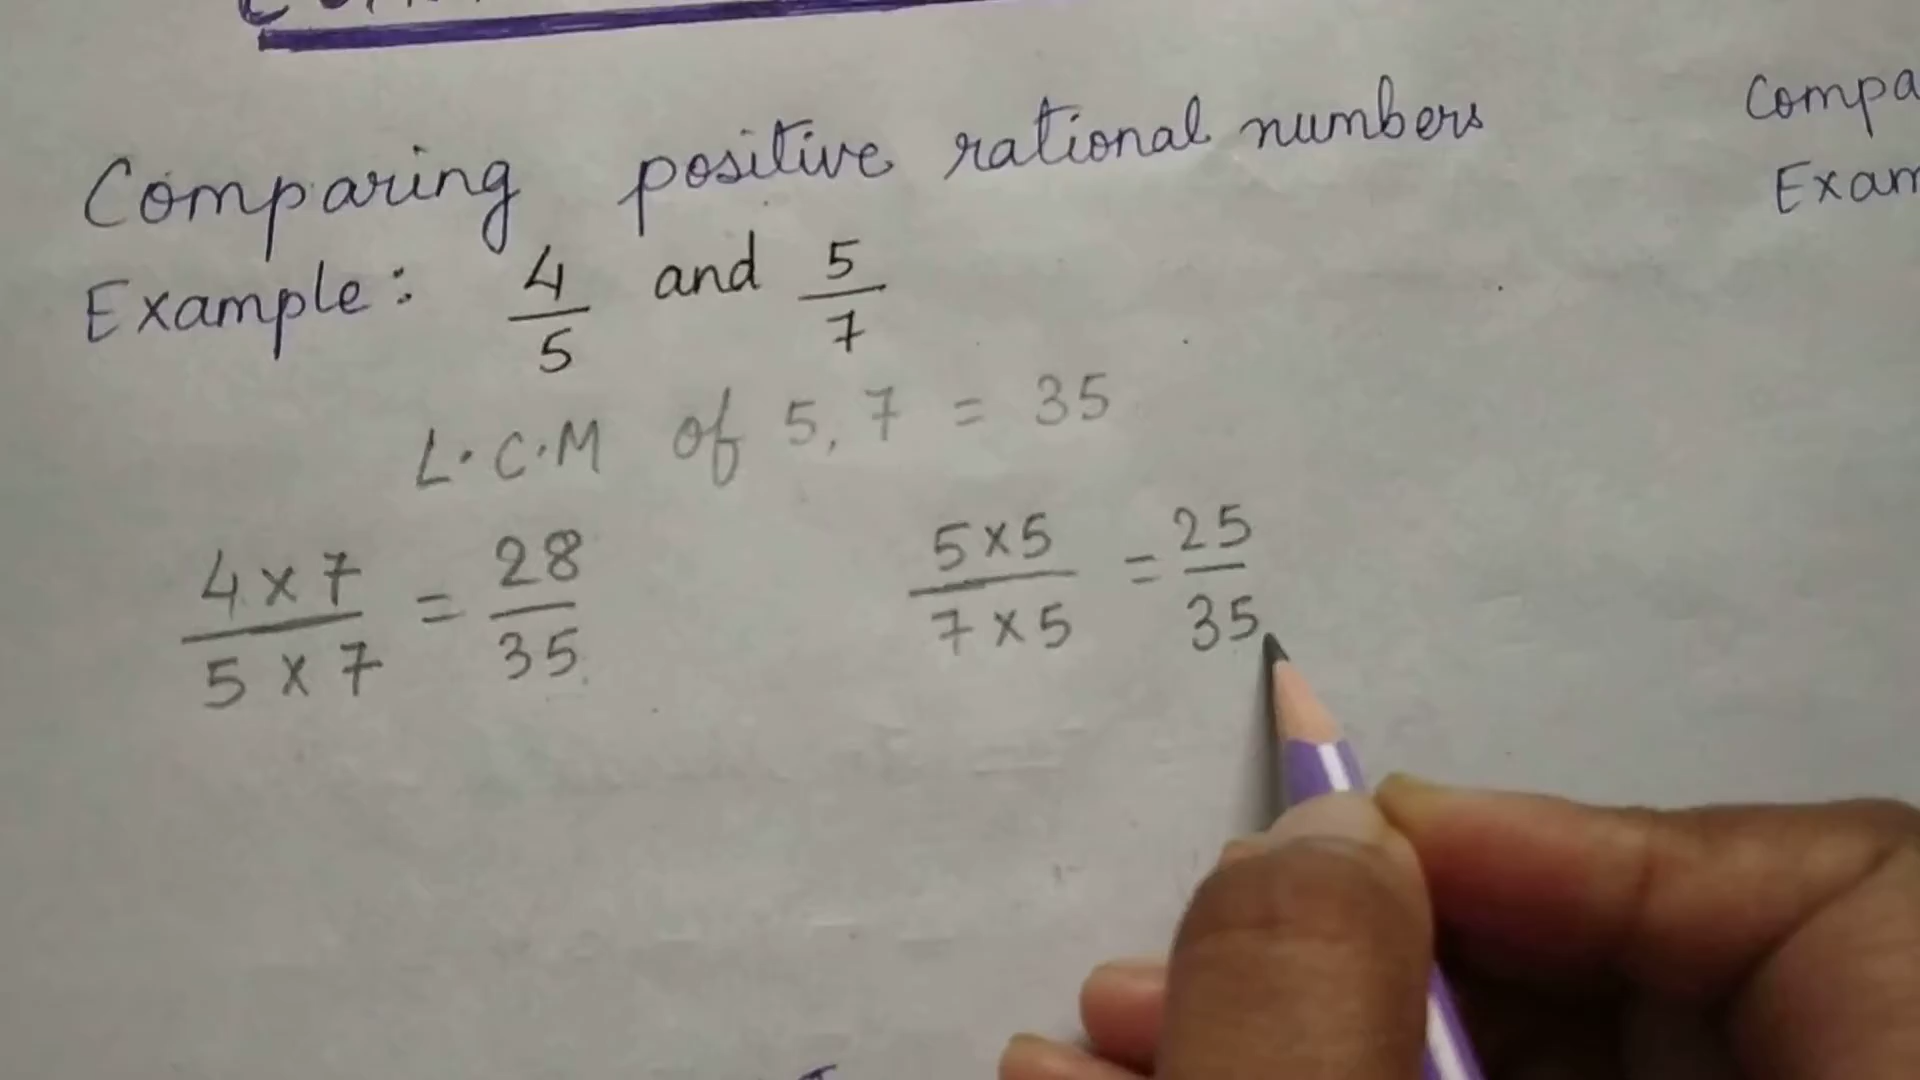 Comparing positive rational numbers
Example: 4/5 and 5/7
L.C.M of 5, 7 = 35
4 x 7 / 5 x 7 = 28/35
5 x 5 / 7 x 5 = 25/35
Compa
Exam